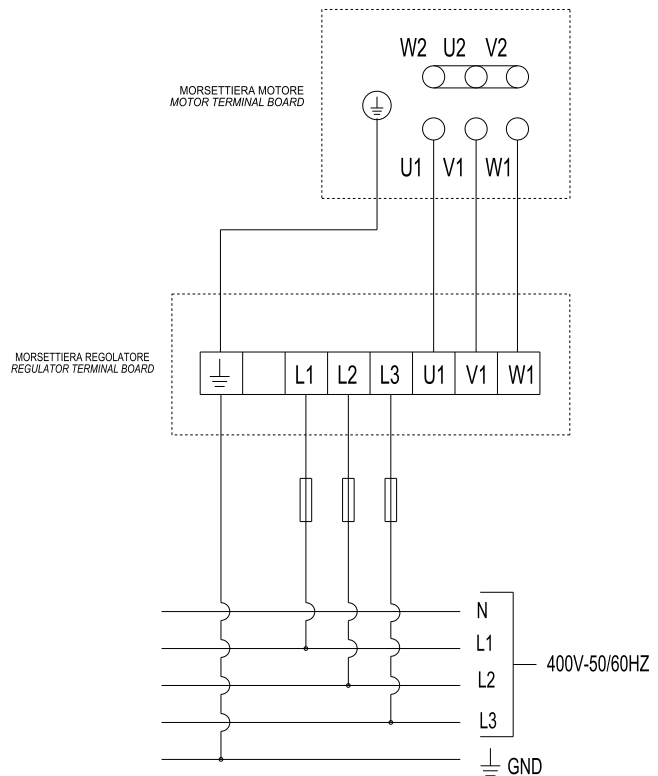 W2 U2 V2
MORSETTIERA MOTORE
MOTOR TERMINAL BOARD
U1 V1 W1
MORSETTIERA REGOLATORE
REGULATOR TERMINAL BOARD
L1 L2 L3 U1 V1 W1
N
L1
400V-50/60HZ
L2
L3
GND